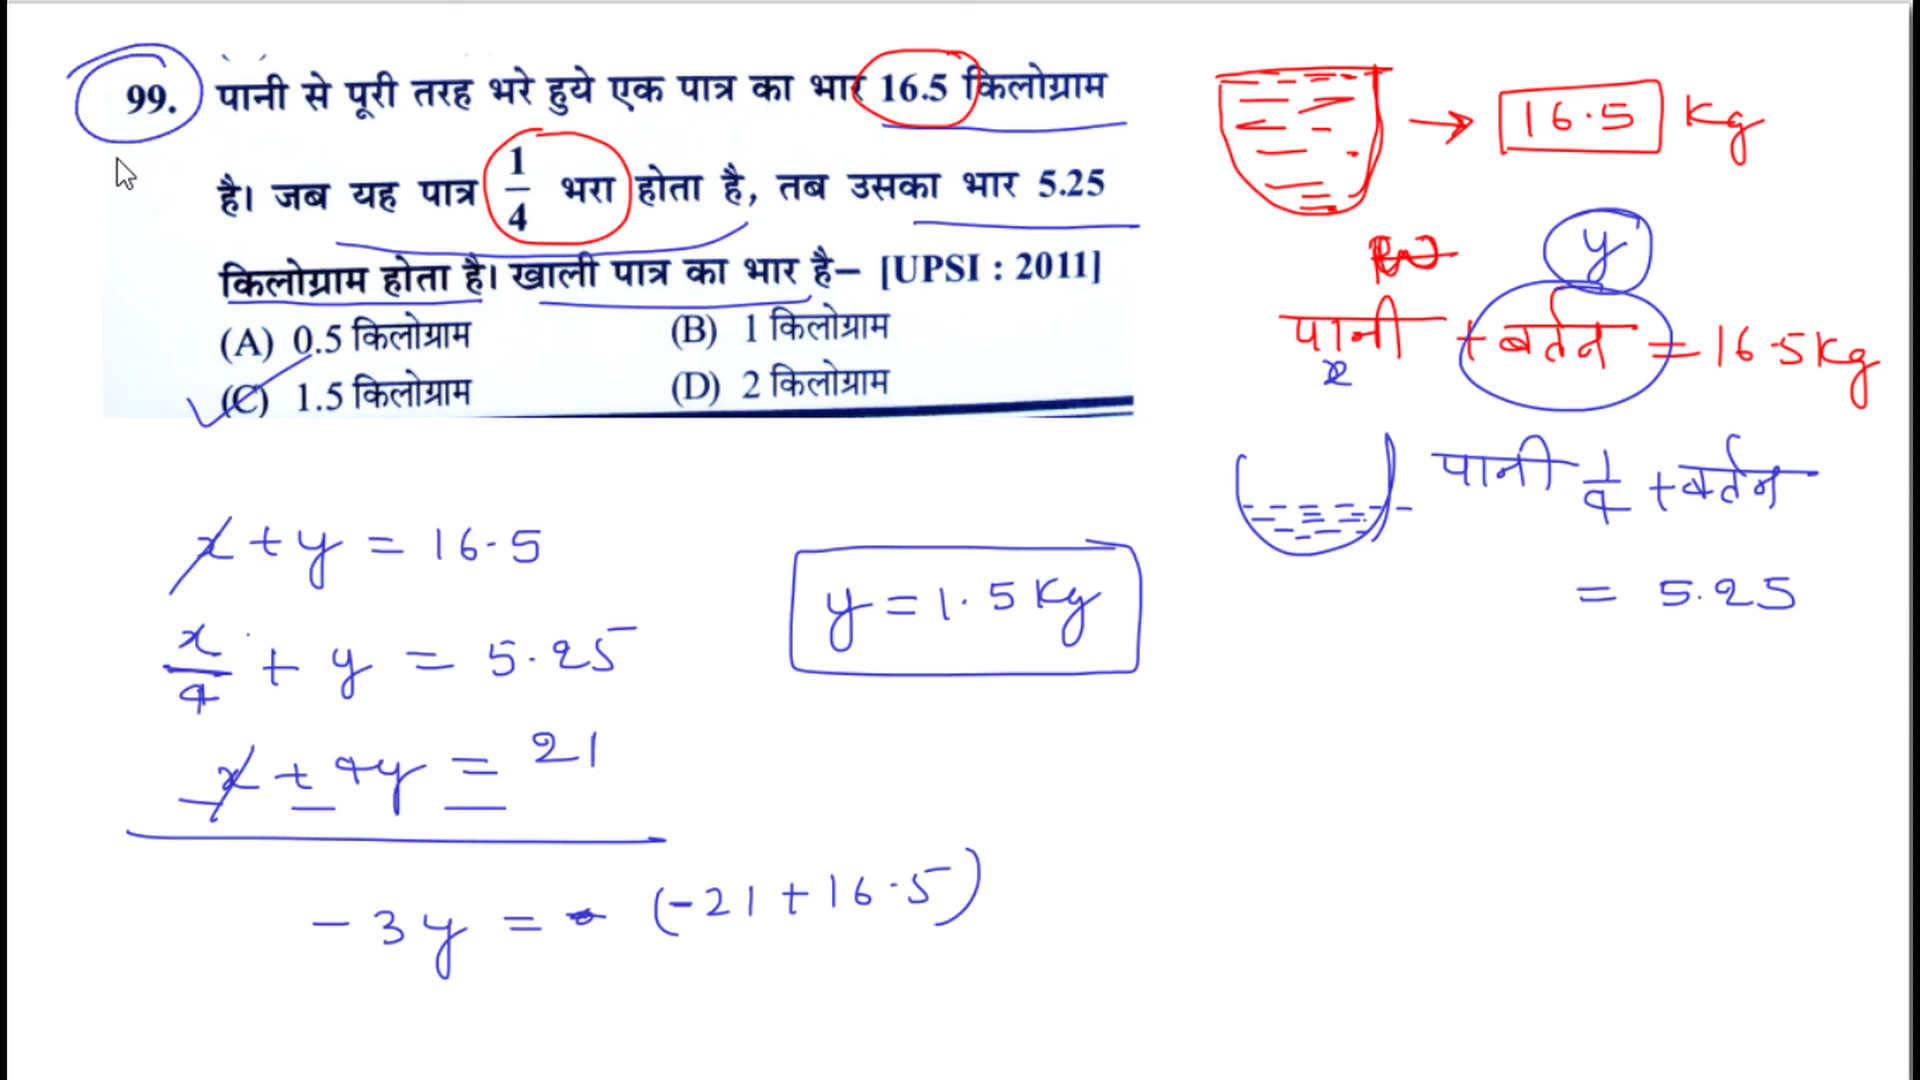 99. पानी से पूरी तरह भरे हुये एक पात्र का भार 16.5 किलोग्राम
है। जब यह पात्र 1/4 भरा होता है, तब उसका भार 5.25
किलोग्राम होता है। खाली पात्र का भार है– [UPSI : 2011]
(A) 0.5 किलोग्राम (B) 1 किलोग्राम
(C) 1.5 किलोग्राम (D) 2 किलोग्राम
→ 16.5 Kg
y
पानी + बर्तन = 16.5 Kg
x
पानी 1/4 + बर्तन
= 5.25
x + y = 16.5
x/4 + y = 5.25
x + 4y = 21
y = 1.5 Kg
- 3y = - (-21 + 16.5)